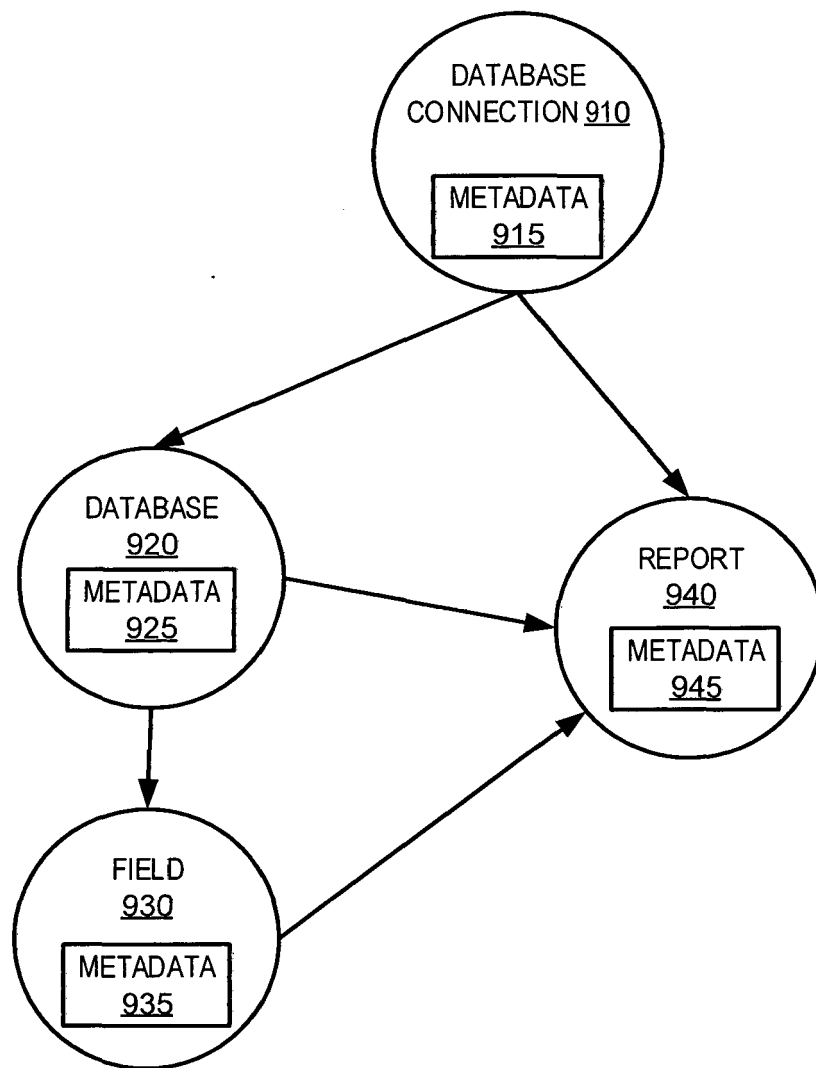 DATABASE
CONNECTION 910
METADATA
915
DATABASE
920
METADATA
925
REPORT
940
METADATA
945
FIELD
930
METADATA
935